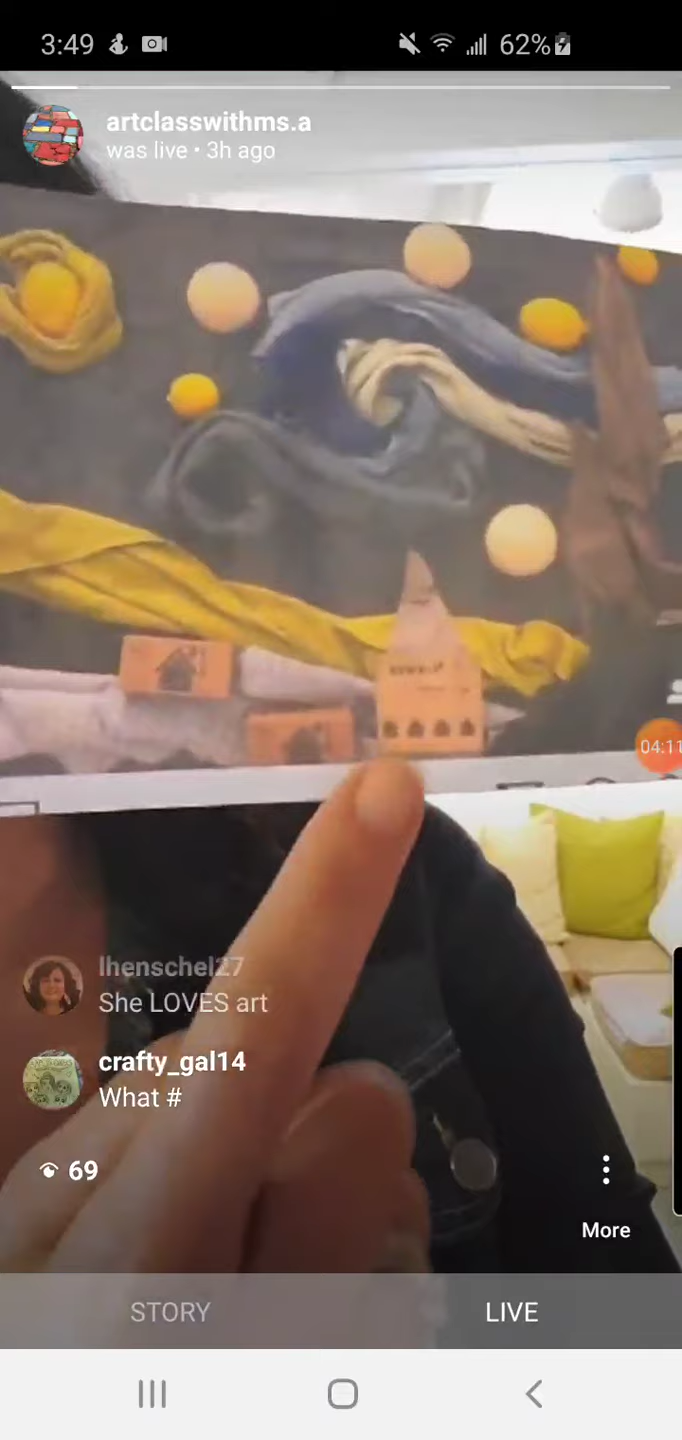 3:49
62%
artclasswithms.a
was live • 3h ago
04:11
lhenschel27
She LOVES art
crafty_gal14
What #
69
More
STORY
LIVE